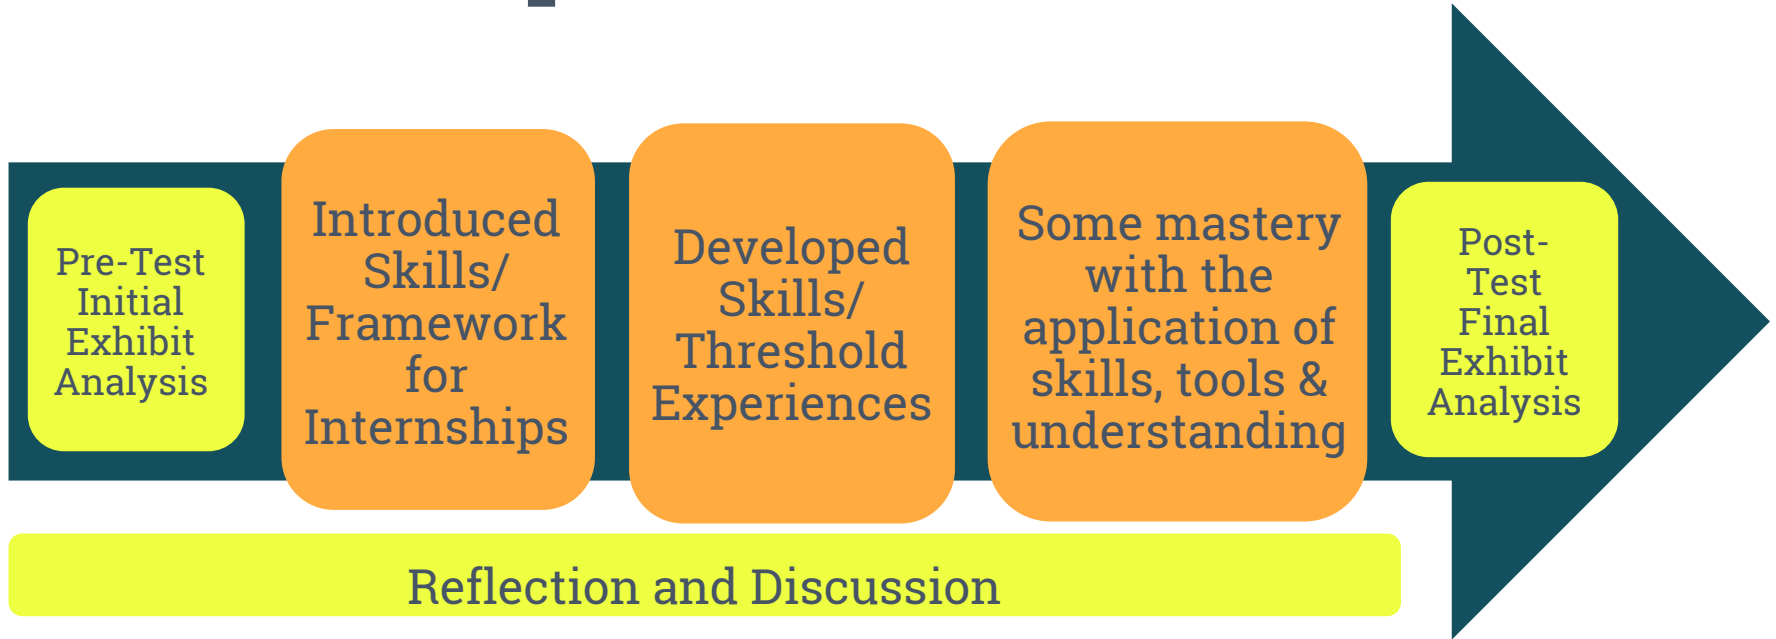 Pre-Test
Initial
Exhibit
Analysis
Introduced
Skills/
Framework
for
Internships
Developed
Skills/
Threshold
Experiences
Some mastery
with the
application of
skills, tools &
understanding
Post-
Test
Final
Exhibit
Analysis
Reflection and Discussion